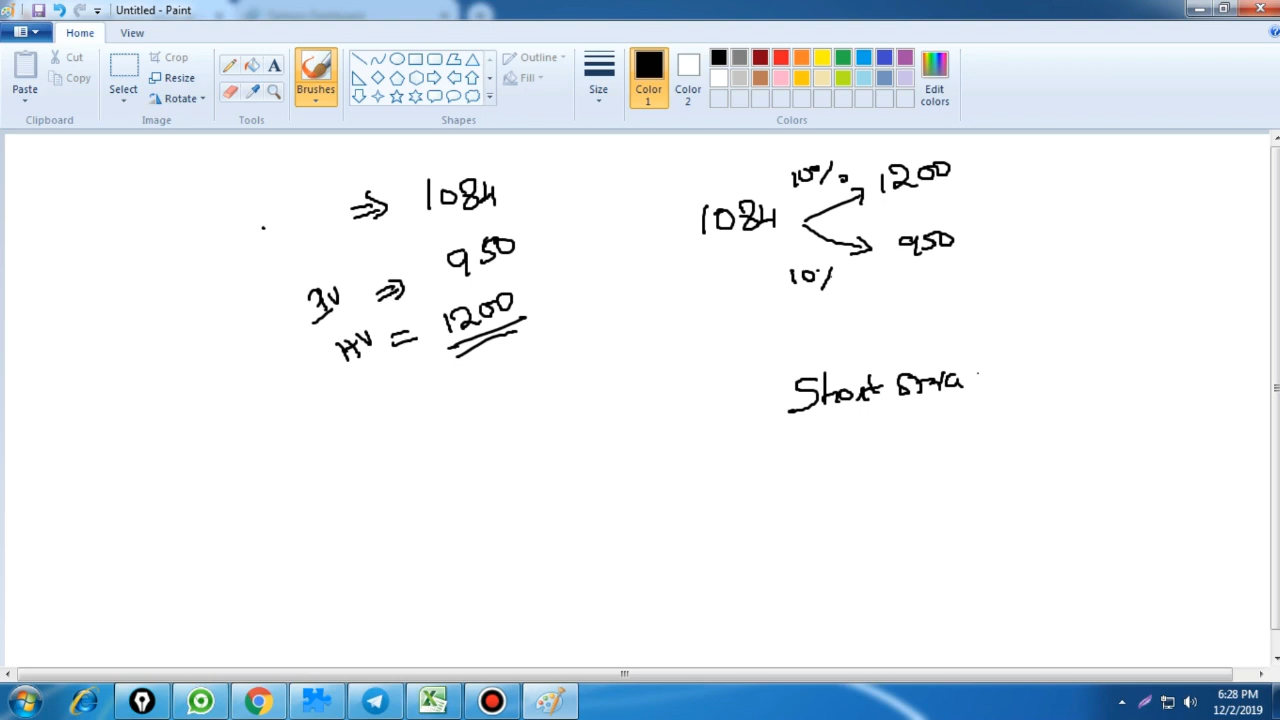 Untitled - Paint
Home View
Paste
Cut
Copy
Clipboard
Select
Crop
Resize
Rotate
Image
A
Tools
Brushes
Outline
Fill
Shapes
Size
Color 1
Color 2
Edit colors
Colors
⇒ 1084
950
IV ⇒
HV = 1200
1084
10% 1200
950
10%
Short
6:28 PM
12/2/2019